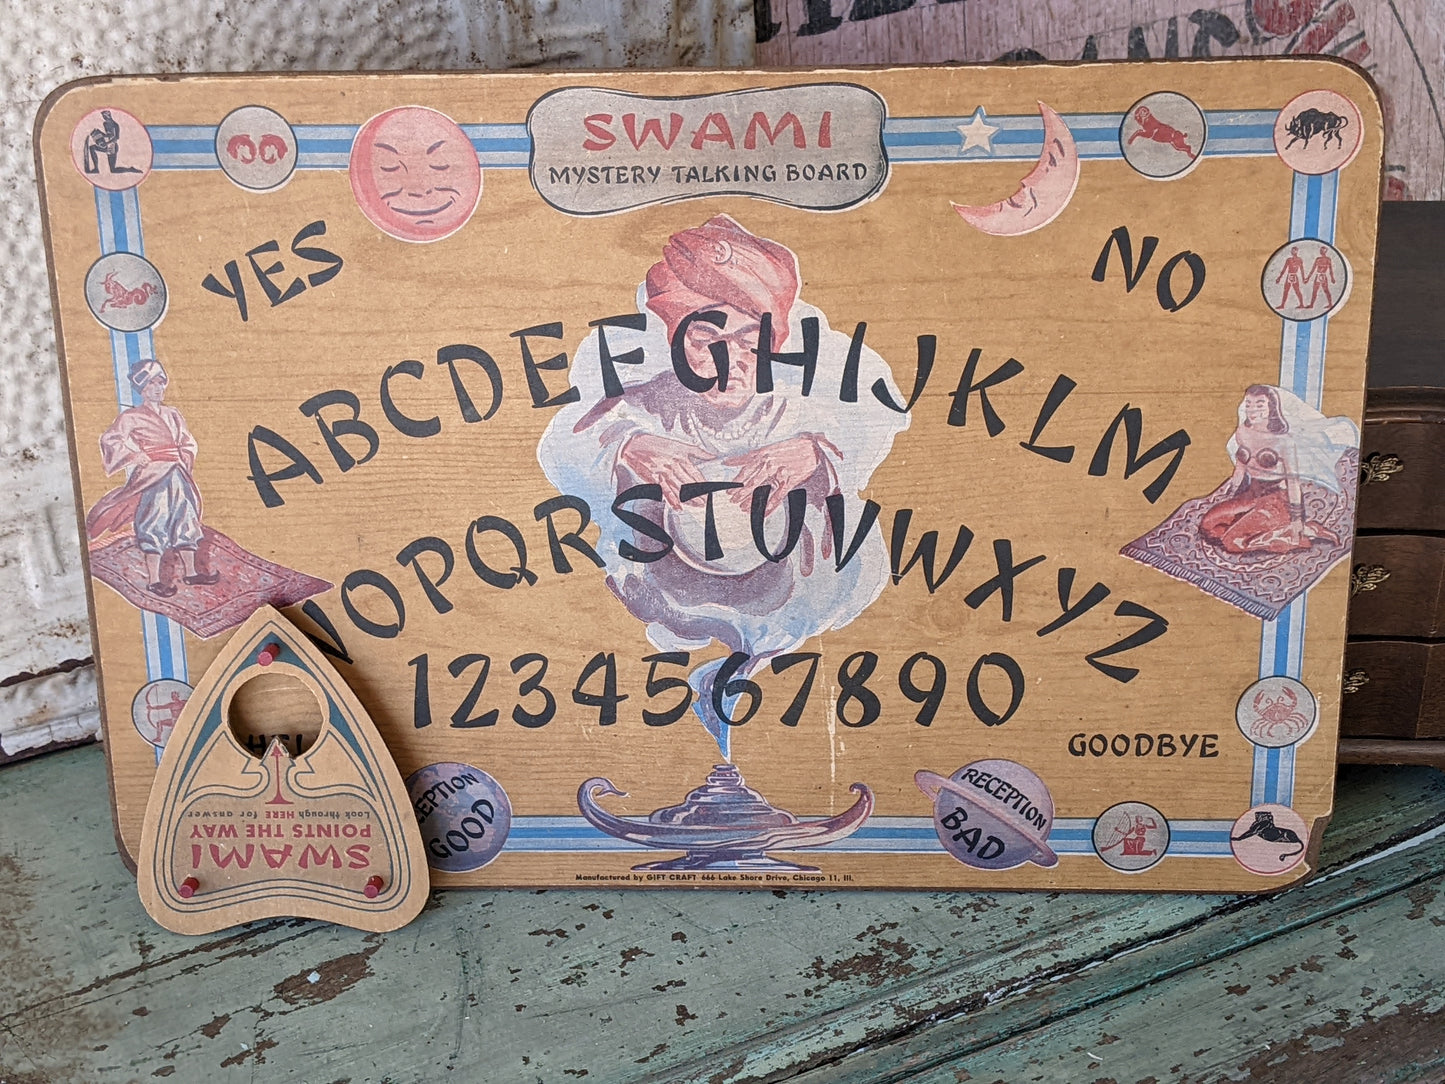 SWAMI
MYSTERY TALKING BOARD
YES
NO
ABCDEFGHIJKLM
NOPQRSTUVWXYZ
1234567890
GOODBYE
RECEPTION
BAD
GOOD
Manufactured by GIFT CRAFT 666 Lake Shore Drive, Chicago 11, Ill.
SWAMI
POINTS THE WAY
Look through HERE for answer